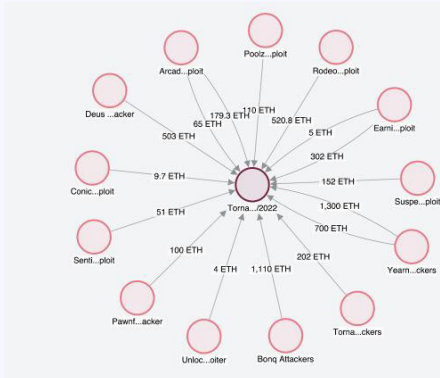 Poolz...ploit
Arcad...ploit
Rodeo...ploit
Deus ...acker
179.3 ETH
110 ETH
65 ETH
520.8 ETH
Earni...ploit
503 ETH
5 ETH
302 ETH
9.7 ETH
152 ETH
Conic...ploit
Suspe...ploit
Torna.../2022
1,300 ETH
51 ETH
700 ETH
Senti...ploit
Yearn...ckers
100 ETH
4 ETH
1,110 ETH
202 ETH
Pawnf...acker
Torna...ckers
Unloc...oiter
Bonq Attackers